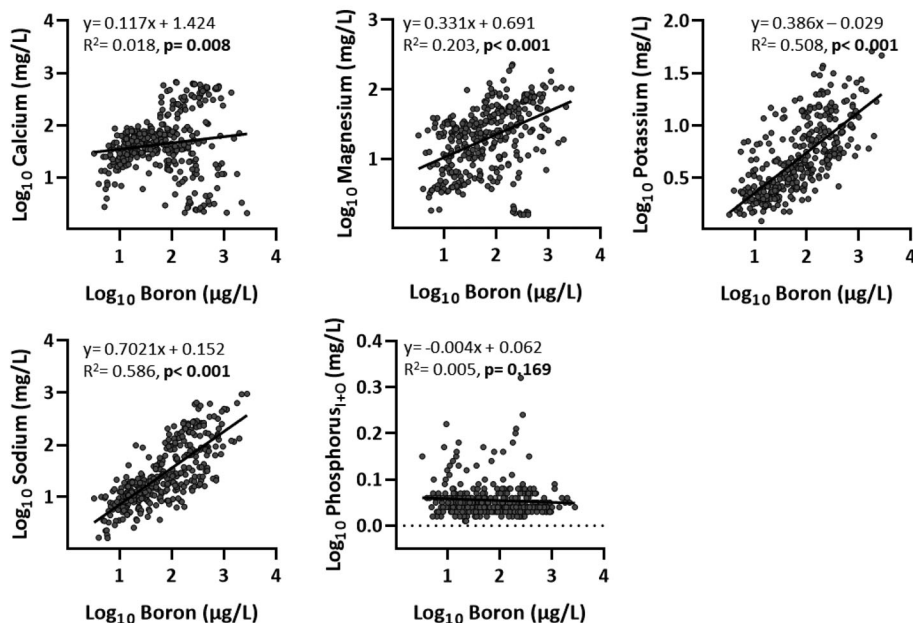 y= 0.117x + 1.424
R²= 0.018, p= 0.008
Log₁₀ Calcium (mg/L)
4
3
2
1
1 2 3 4
Log₁₀ Boron (µg/L)
y= 0.331x + 0.691
R²= 0.203, p< 0.001
Log₁₀ Magnesium (mg/L)
3
2
1
1 2 3 4
Log₁₀ Boron (µg/L)
y= 0.386x – 0.029
R²= 0.508, p< 0.001
Log₁₀ Potassium (mg/L)
2.0
1.5
1.0
0.5
1 2 3 4
Log₁₀ Boron (µg/L)
y= 0.7021x + 0.152
R²= 0.586, p< 0.001
Log₁₀ Sodium (mg/L)
4
3
2
1
1 2 3 4
Log₁₀ Boron (µg/L)
y= -0.004x + 0.062
R²= 0.005, p= 0.169
Log₁₀ Phosphorus I+O (mg/L)
0.4
0.3
0.2
0.1
0.0
1 2 3 4
Log₁₀ Boron (µg/L)